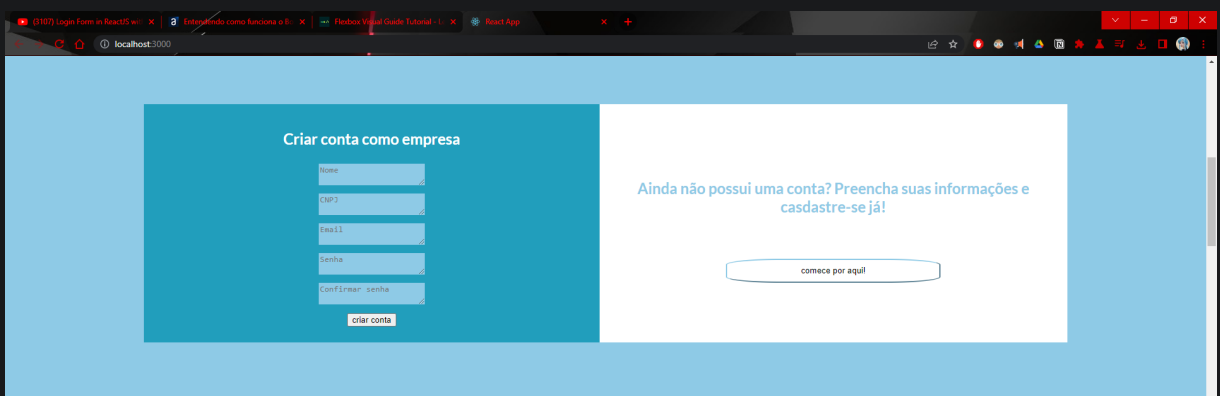 (3107) Login Form in ReactJS wit
Entendendo como funciona o Bo
Flexbox Visual Guide Tutorial - L
React App
localhost:3000
Criar conta como empresa
Nome
CNPJ
Email
Senha
Confirmar senha
criar conta
Ainda não possui uma conta? Preencha suas informações e
casdastre-se já!
comece por aqui!